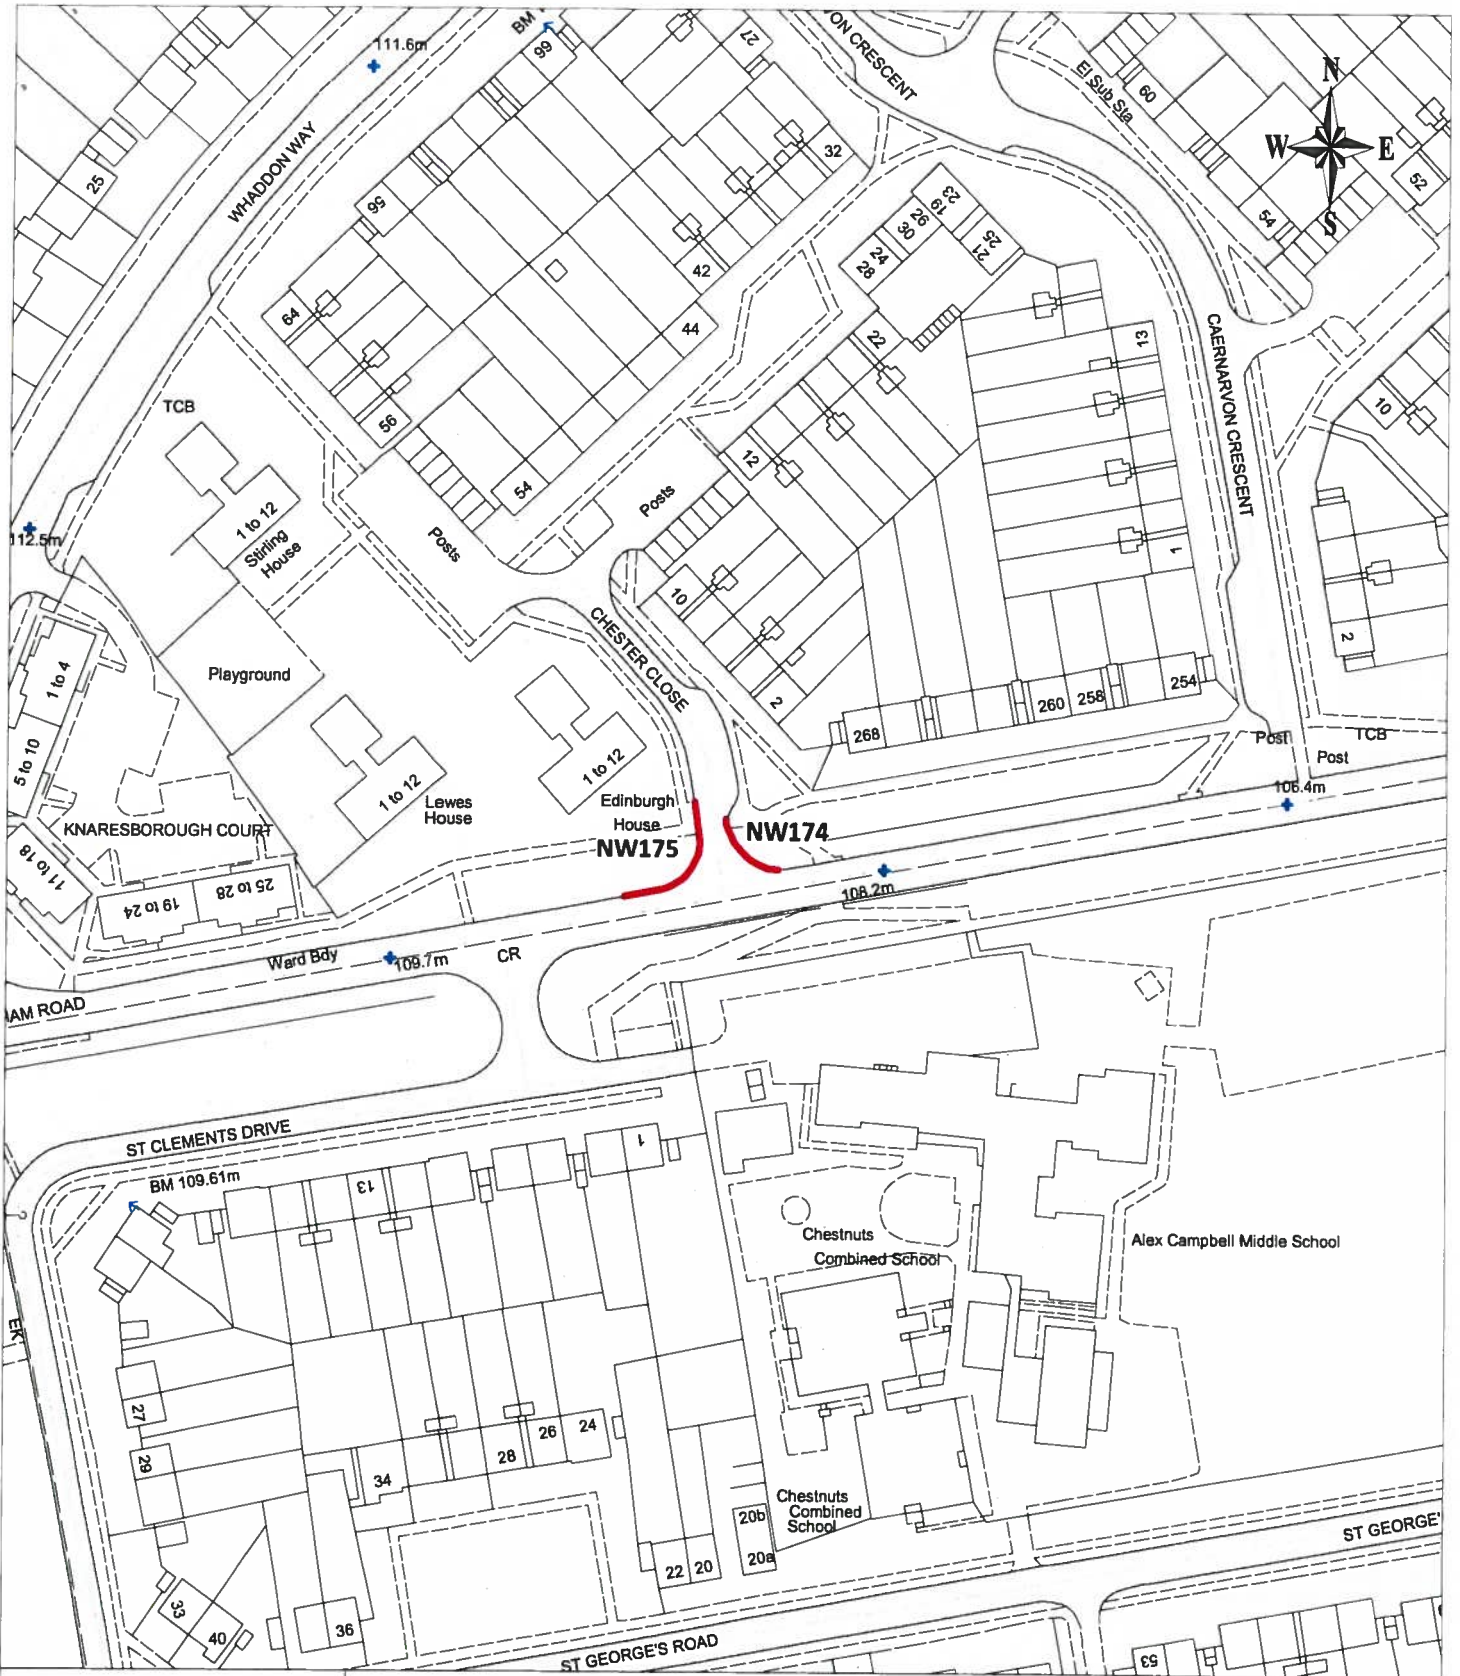 BM
111.6m
66
27
VON CRESCENT
El Sub Sta
60
N
W
E
S
52
54
32
25
WHADDON WAY
56
23
19
26
30
24
28
25
21
42
44
64
22
13
CAERNARVON CRESCENT
10
TCB
56
12
54
Posts
Posts
1 to 12
Stirling
House
112.5m
1
10
CHESTER CLOSE
2
1 to 4
Playground
2
254
258
260
268
Post
TCB
Post
5 to 10
1 to 12
Lewes
House
1 to 12
Edinburgh
House
106.4m
KNARESBOROUGH COURT
NW175
NW174
11 to 18
19 to 24
25 to 28
108.2m
Ward Bdy
109.7m
CR
AM ROAD
ST CLEMENTS DRIVE
1
BM 109.61m
13
Chestnuts
Combined School
Alex Campbell Middle School
EK
27
29
24
26
28
34
Chestnuts
Combined
School
20b
20a
22
20
ST GEORGE'
33
40
36
ST GEORGE'S ROAD
53